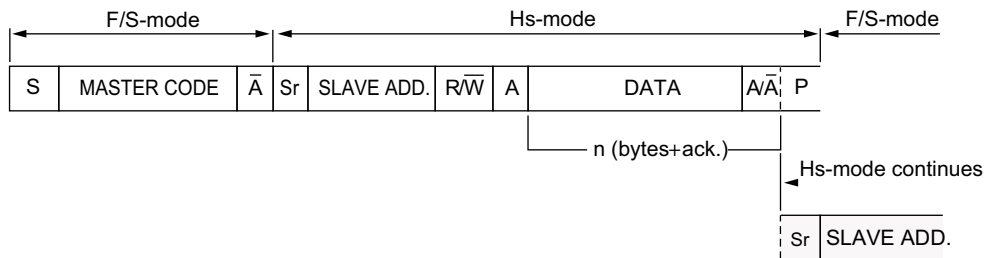 F/S-mode Hs-mode F/S-mode
S MASTER CODE A̅ Sr SLAVE ADD. R/W̅ A DATA A/A̅ P
n (bytes+ack.)
Hs-mode continues
Sr SLAVE ADD.